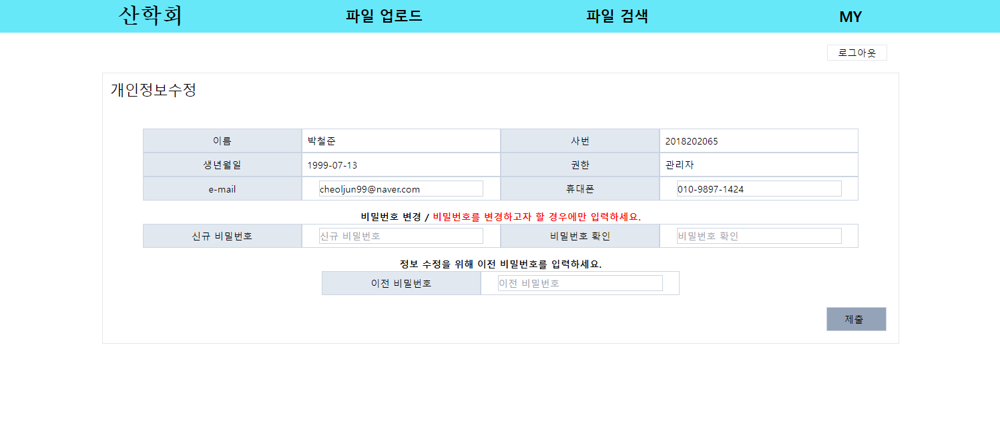 산학회 파일 업로드 파일 검색 MY
로그아웃
개인정보수정
이름 박철준 사번 2018202065
생년월일 1999-07-13 권한 관리자
e-mail cheoljun99@naver.com 휴대폰 010-9897-1424
비밀번호 변경 / 비밀번호를 변경하고자 할 경우에만 입력하세요.
신규 비밀번호 신규 비밀번호 비밀번호 확인 비밀번호 확인
정보 수정을 위해 이전 비밀번호를 입력하세요.
이전 비밀번호 이전 비밀번호
제출